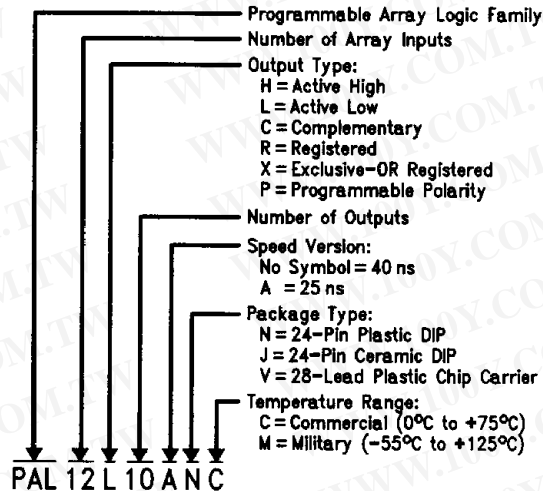 Programmable Array Logic Family
Number of Array Inputs
Output Type:
H = Active High
L = Active Low
C = Complementary
R = Registered
X = Exclusive-OR Registered
P = Programmable Polarity
Number of Outputs
Speed Version:
No Symbol = 40 ns
A = 25 ns
Package Type:
N = 24-Pin Plastic DIP
J = 24-Pin Ceramic DIP
V = 28-Lead Plastic Chip Carrier
Temperature Range:
C = Commercial (0°C to +75°C)
M = Military (-55°C to +125°C)
PAL 12 L 10 A N C